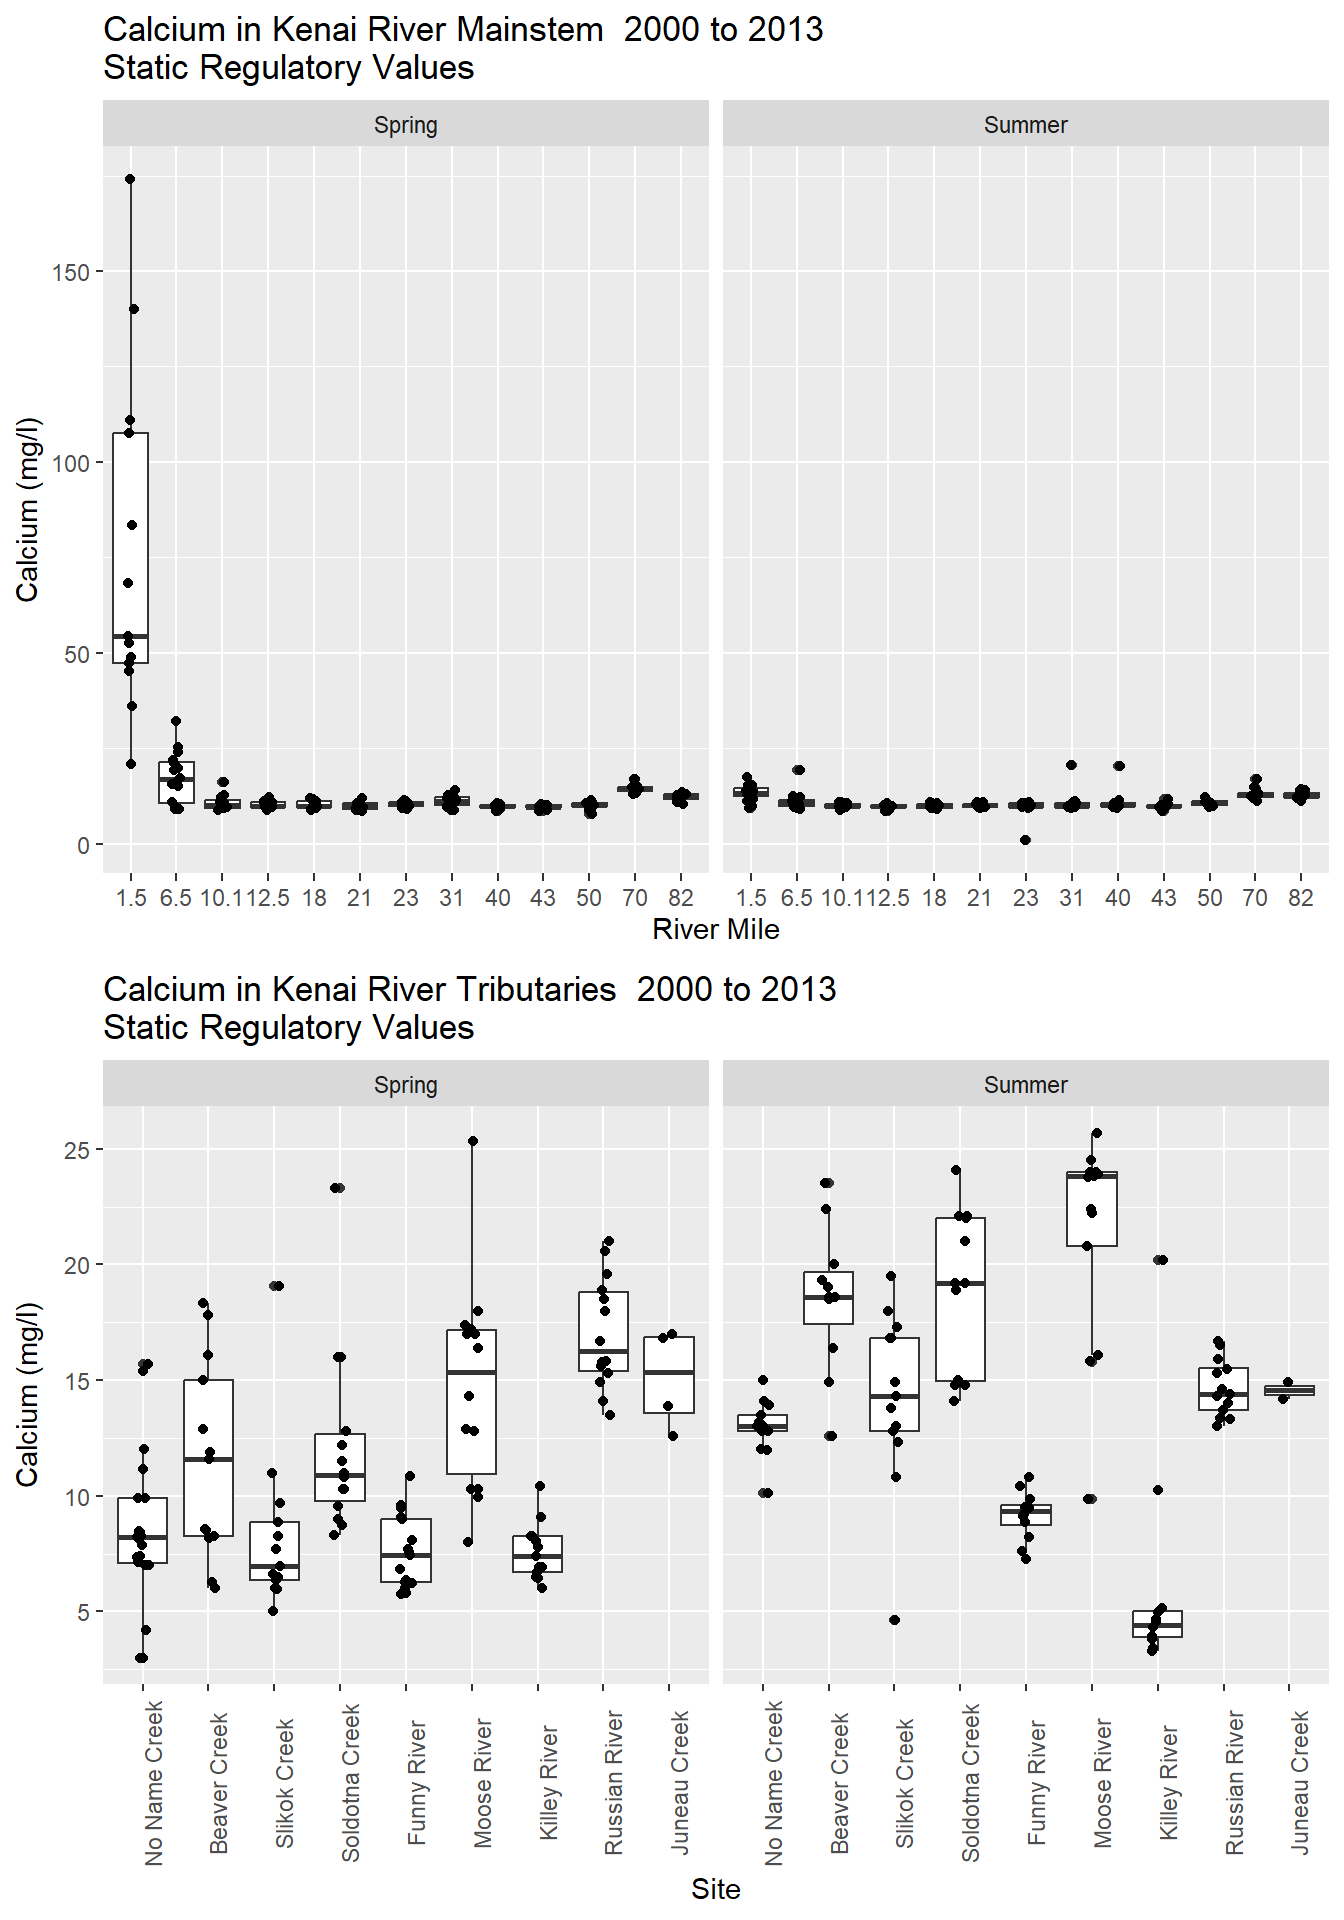 Calcium in Kenai River Mainstem  2000 to 2013
Static Regulatory Values
Spring
Summer
Calcium (mg/l)
150
100
50
0
1.5 6.5 10.1 12.5 18 21 23 31 40 43 50 70 82
1.5 6.5 10.1 12.5 18 21 23 31 40 43 50 70 82
River Mile
Calcium in Kenai River Tributaries  2000 to 2013
Static Regulatory Values
Spring
Summer
Calcium (mg/l)
25
20
15
10
5
No Name Creek
Beaver Creek
Slikok Creek
Soldotna Creek
Funny River
Moose River
Killey River
Russian River
Juneau Creek
No Name Creek
Beaver Creek
Slikok Creek
Soldotna Creek
Funny River
Moose River
Killey River
Russian River
Juneau Creek
Site